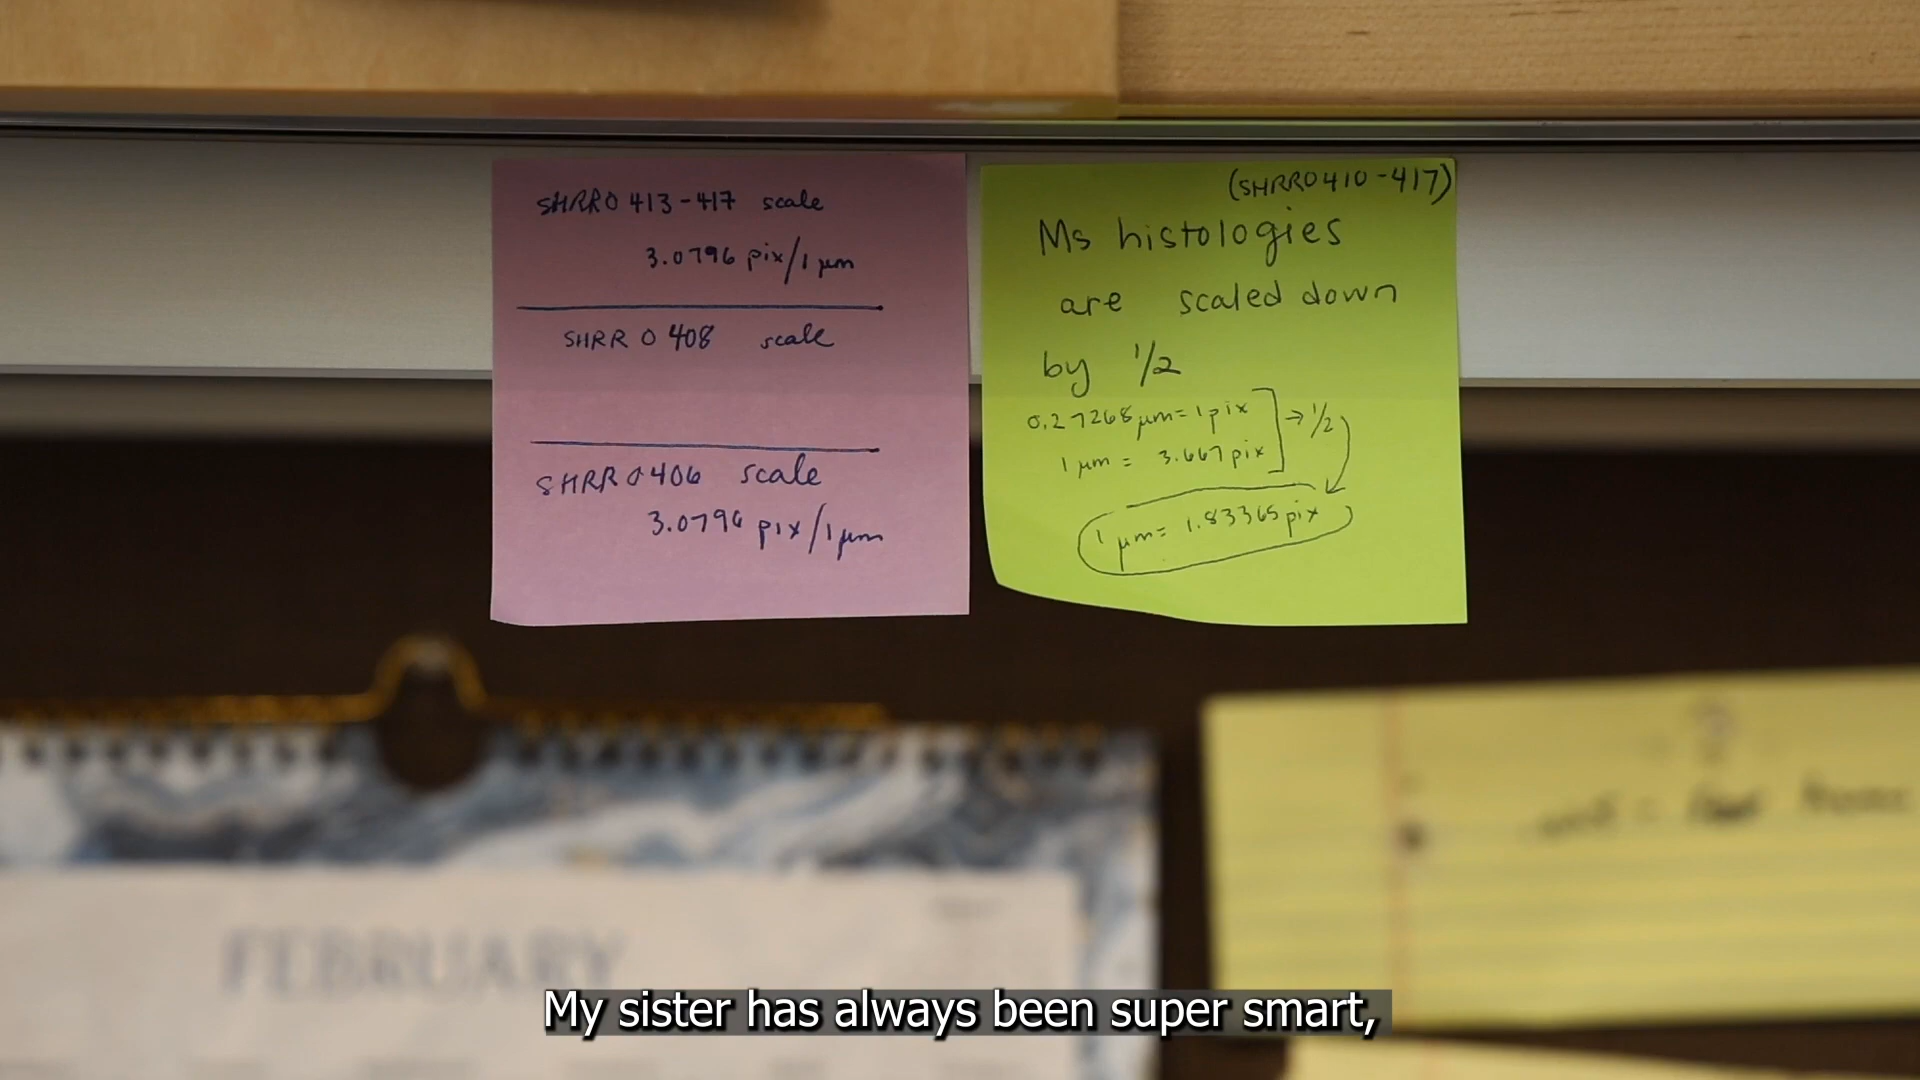 SHRR0 413-417 scale
3.0796 pix/1 μm
SHRR 0 408 scale
SHRR 0406 scale
3.0796 pix/1 μm
(SHRR0410-417)
Ms histologies
are scaled down
by 1/2
0.27268 μm = 1 pix
→ 1/2
1 μm = 3.667 pix
1 μm = 1.83365 pix
FEBRUARY
My sister has always been super smart,